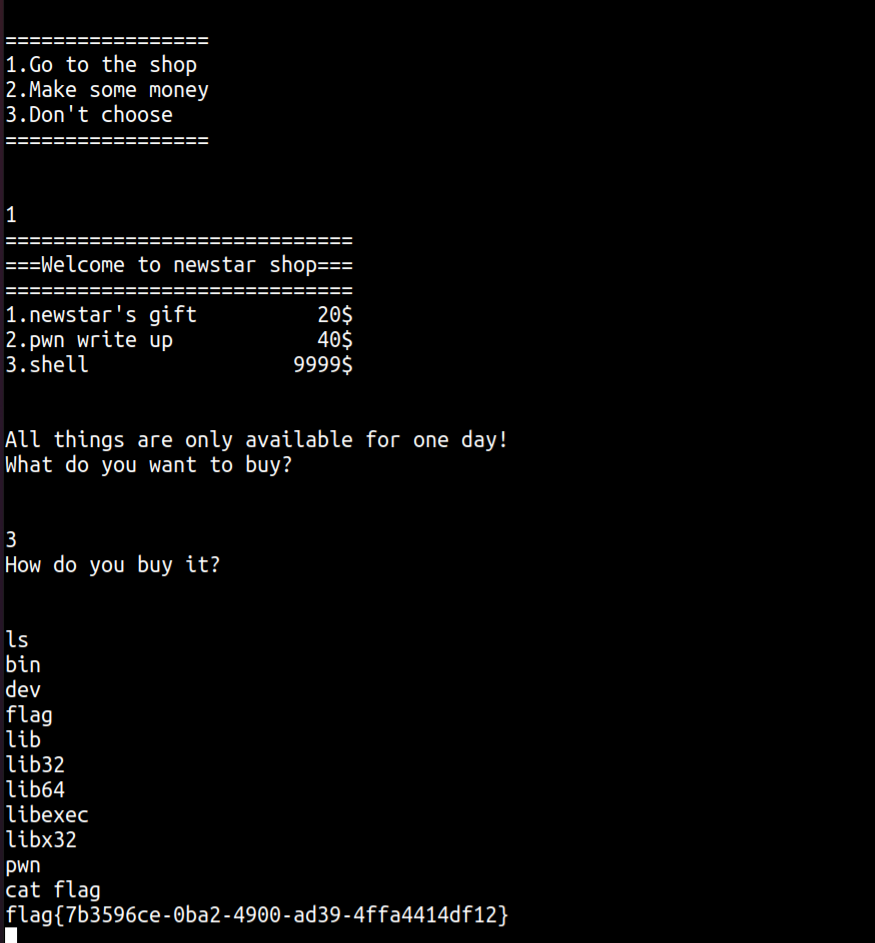 =================
1.Go to the shop
2.Make some money
3.Don't choose
=================
1
=============================
===Welcome to newstar shop===
=============================
1.newstar's gift          20$
2.pwn write up            40$
3.shell                 9999$
All things are only available for one day!
What do you want to buy?
3
How do you buy it?
ls
bin
dev
flag
lib
lib32
lib64
libexec
libx32
pwn
cat flag
flag{7b3596ce-0ba2-4900-ad39-4ffa4414df12}